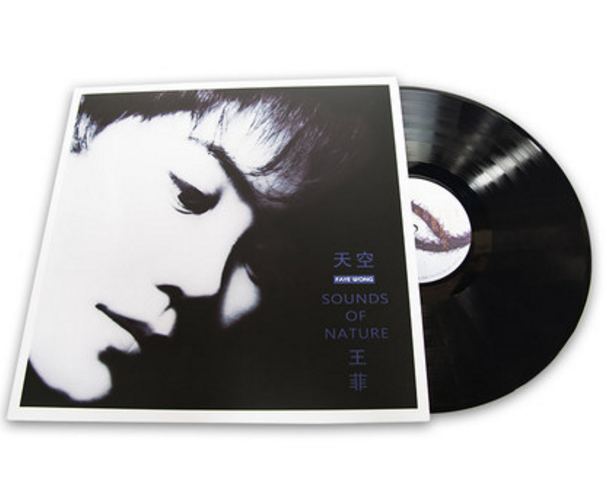 天空
FAYE WONG
SOUNDS
OF
NATURE
王
菲